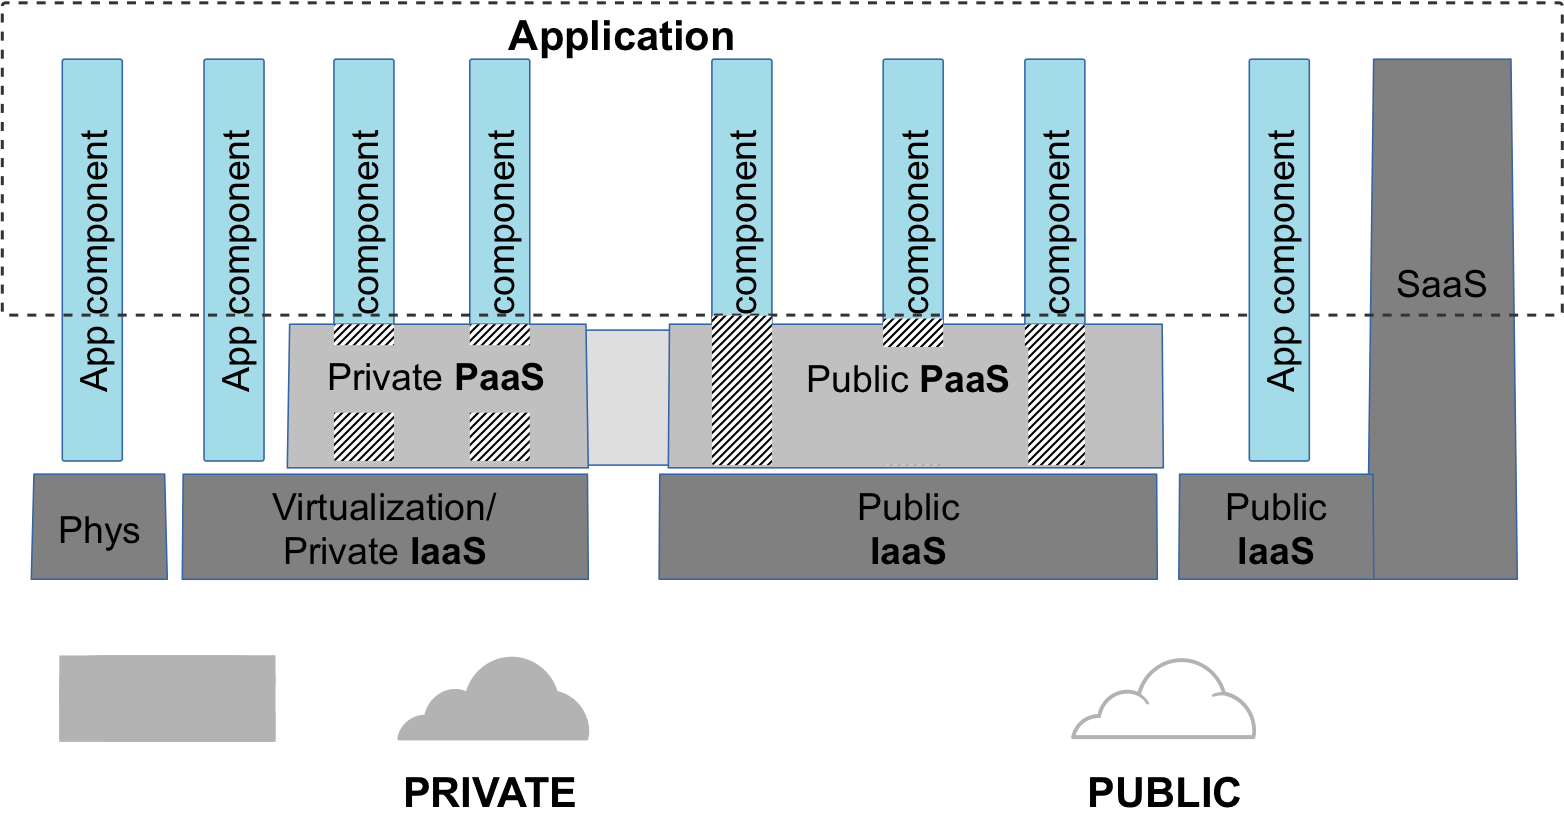 Application
App component
App component
component
component
component
component
component
App component
SaaS
Private PaaS
Public PaaS
Phys
Virtualization/
Private IaaS
Public
IaaS
Public
IaaS
PRIVATE
PUBLIC